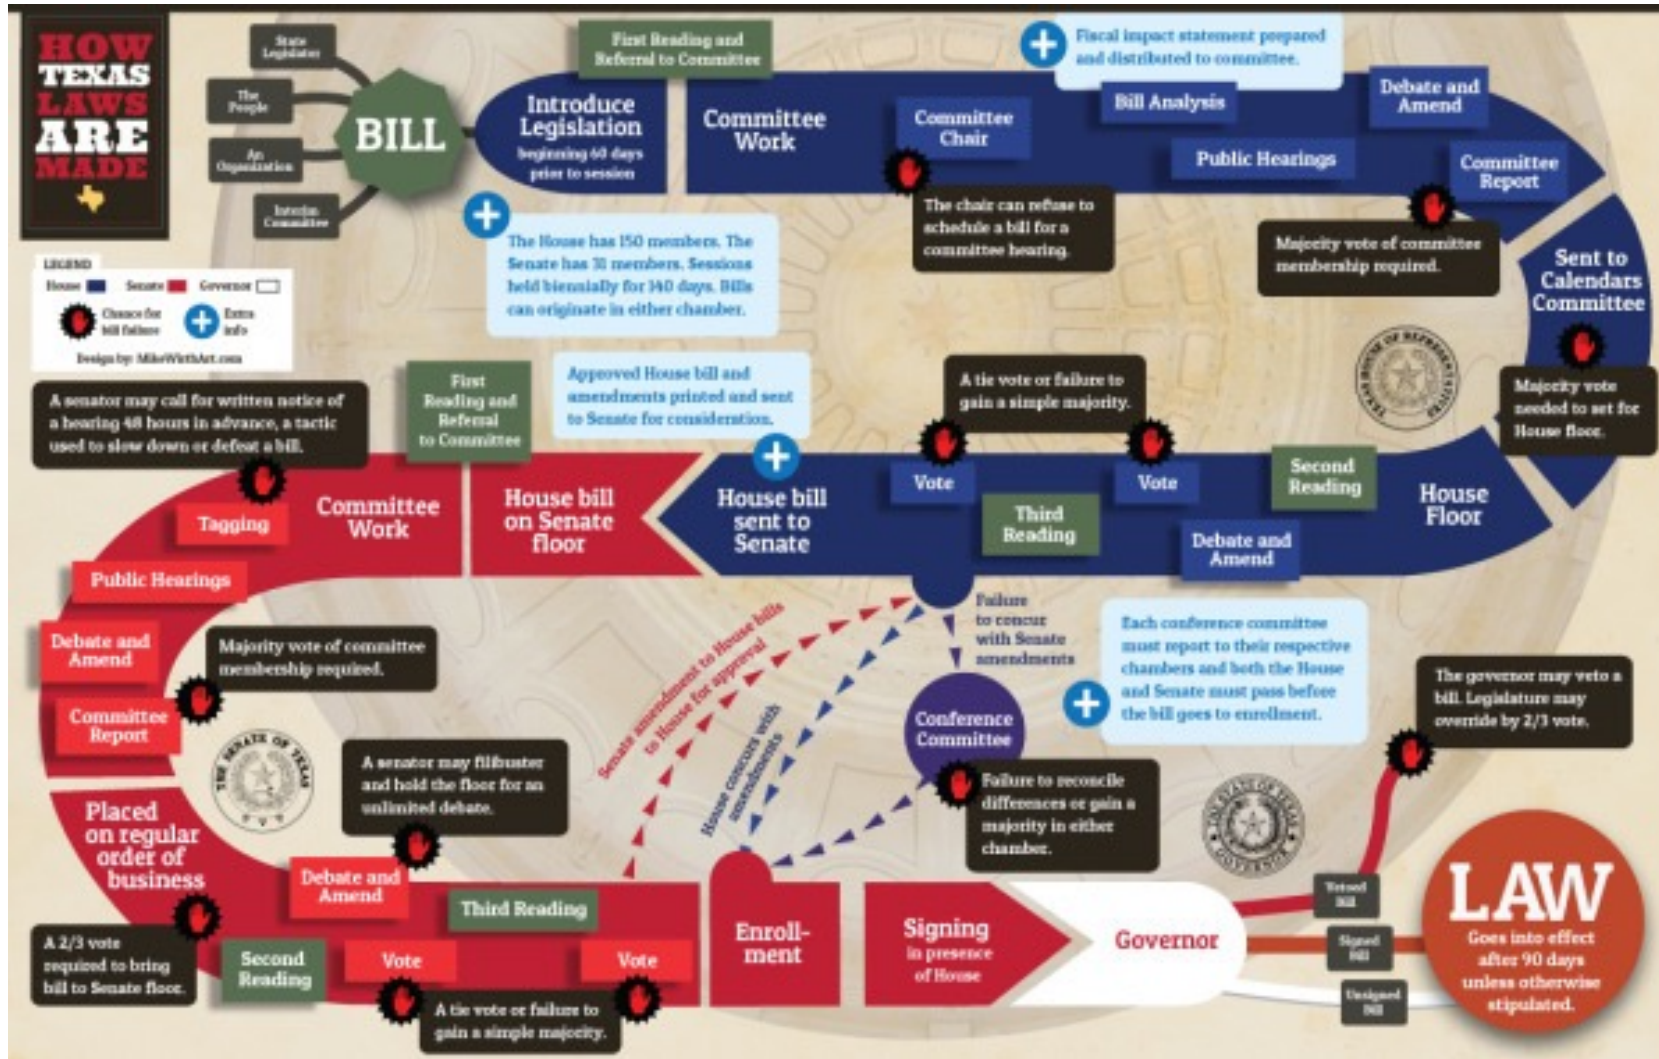 HOW
TEXAS
LAWS
ARE
MADE
State
Legislator
The
People
An
Organization
Interim
Committee
BILL
First Reading and
Referral to Committee
Introduce
Legislation
beginning 60 days
prior to session
Committee
Work
Committee
Chair
Fiscal impact statement prepared
and distributed to committee.
Bill Analysis
Public Hearings
Debate and
Amend
Committee
Report
The chair can refuse to
schedule a bill for a
committee hearing.
Majority vote of committee
membership required.
The House has 150 members. The
Senate has 31 members. Sessions
held biennially for 140 days. Bills
can originate in either chamber.
LEGEND
House
Senate
Governor
Chance for
bill failure
Extra
info
Design by: MikeWirthArt.com
Sent to
Calendars
Committee
Majority vote
needed to set for
House floor.
TEXAS HOUSE OF REPRESENTATIVES
House
Floor
Second
Reading
Debate and
Amend
Vote
Third
Reading
Vote
A tie vote or failure to
gain a simple majority.
Approved House bill and
amendments printed and sent
to Senate for consideration.
House bill
sent to
Senate
House bill
on Senate
floor
First
Reading and
Referral
to Committee
Committee
Work
A senator may call for written notice of
a hearing 48 hours in advance, a tactic
used to slow down or defeat a bill.
Tagging
Public Hearings
Debate and
Amend
Committee
Report
Majority vote of committee
membership required.
THE SENATE OF TEXAS
Placed
on regular
order of
business
A 2/3 vote
required to bring
bill to Senate floor.
Second
Reading
Debate and
Amend
A senator may filibuster
and hold the floor for an
unlimited debate.
Vote
Third Reading
Vote
A tie vote or failure to
gain a simple majority.
Senate amendment to House bills
to House for approval
House concurs with
amendments
Failure
to concur
with Senate
amendments
Conference
Committee
Each conference committee
must report to their respective
chambers and both the House
and Senate must pass before
the bill goes to enrollment.
Failure to reconcile
differences or gain a
majority in either
chamber.
Enroll-
ment
Signing
in presence
of House
Governor
THE STATE OF TEXAS
GOVERNOR
The governor may veto a
bill. Legislature may
override by 2/3 vote.
Vetoed
Bill
Signed
Bill
Unsigned
Bill
LAW
Goes into effect
after 90 days
unless otherwise
stipulated.